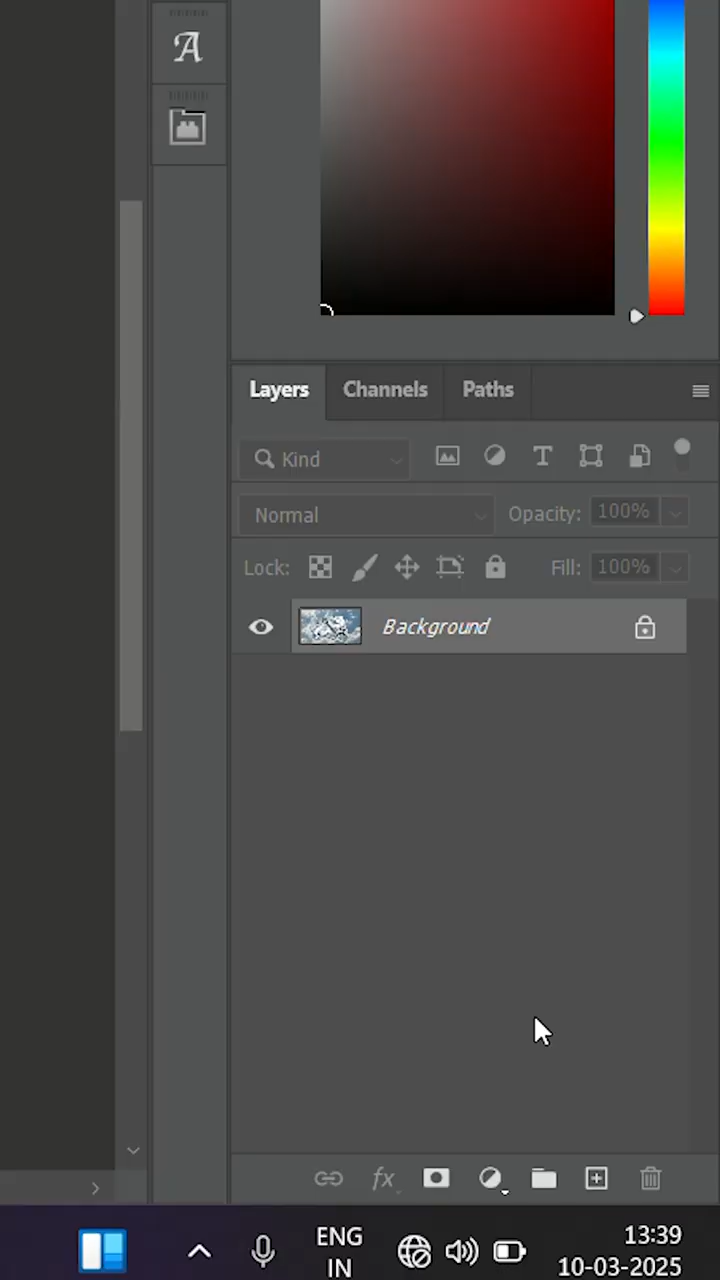 A
Layers Channels Paths
Kind T
Normal Opacity: 100%
Lock: Fill: 100%
Background
fx
ENG
IN
13:39
10-03-2025